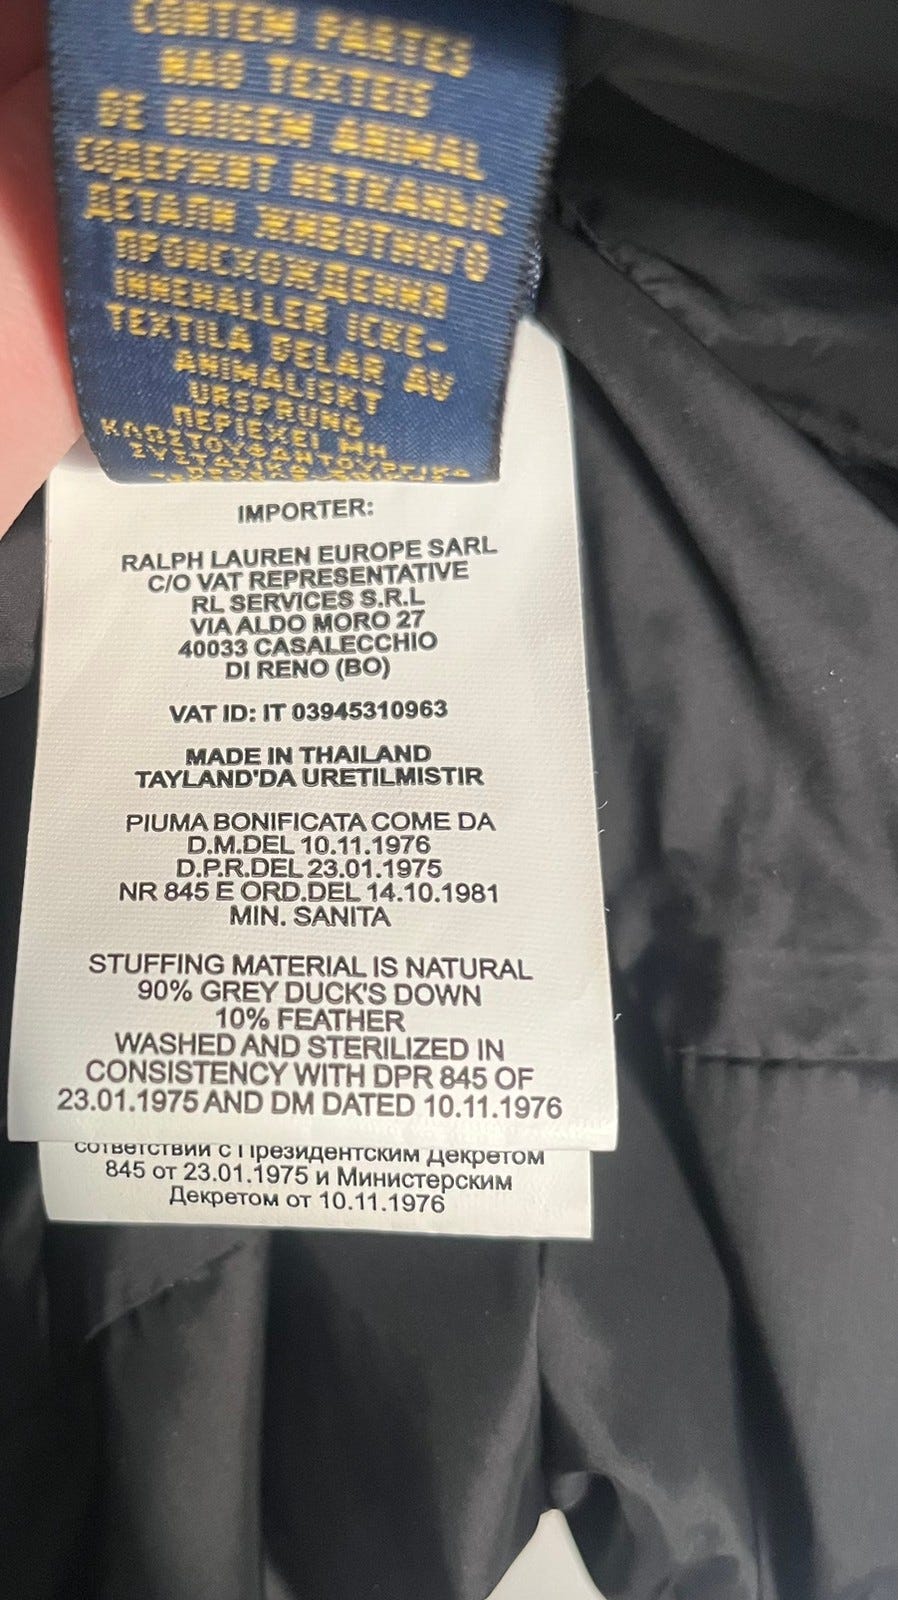 CONTEM PARTES
NAO TEXTEIS
DE ORIGEM ANIMAL
СОДЕРЖИТ НЕТКАНЫЕ
ДЕТАЛИ ЖИВОТНОГО
ПРОИСХОЖДЕНИЯ
INNEHALLER ICKE-
TEXTILA DELAR AV
ANIMALISKT
URSPRUNG
ΠΕΡΙΕΧΕΙ ΜΗ
ΚΛΩΣΤΟΥΦΑΝΤΟΥΡΓΙΚΑ
ΣΥΣΤΑΤΙΚΑ
IMPORTER:
RALPH LAUREN EUROPE SARL
C/O VAT REPRESENTATIVE
RL SERVICES S.R.L
VIA ALDO MORO 27
40033 CASALECCHIO
DI RENO (BO)
VAT ID: IT 03945310963
MADE IN THAILAND
TAYLAND'DA URETILMISTIR
PIUMA BONIFICATA COME DA
D.M.DEL 10.11.1976
D.P.R.DEL 23.01.1975
NR 845 E ORD.DEL 14.10.1981
MIN. SANITA
STUFFING MATERIAL IS NATURAL
90% GREY DUCK'S DOWN
10% FEATHER
WASHED AND STERILIZED IN
CONSISTENCY WITH DPR 845 OF
23.01.1975 AND DM DATED 10.11.1976
соответствии с Президентским Декретом
845 от 23.01.1975 и Министерским
Декретом от 10.11.1976